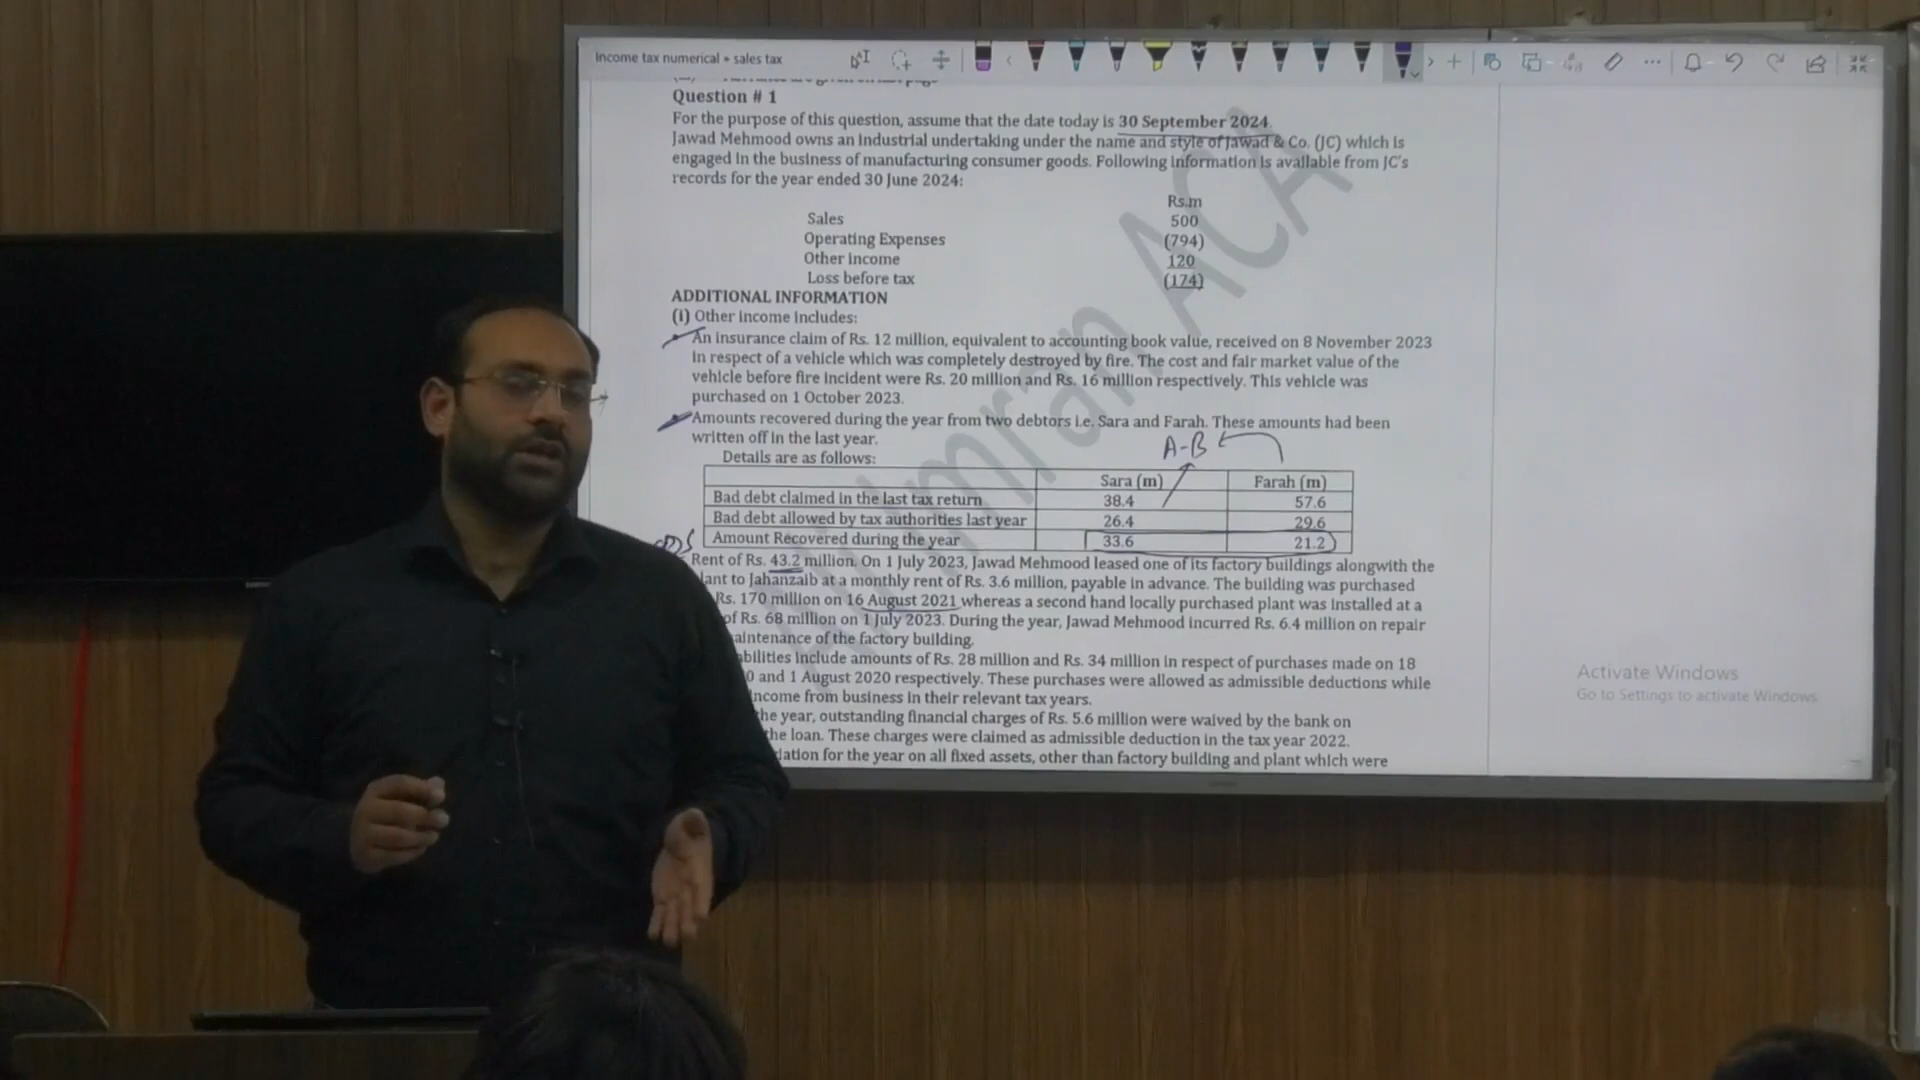 Income tax numerical + sales tax
Question # 1
For the purpose of this question, assume that the date today is 30 September 2024.
Jawad Mehmood owns an industrial undertaking under the name and style of Jawad & Co. (JC) which is
engaged in the business of manufacturing consumer goods. Following information is available from JC's
records for the year ended 30 June 2024:
Rs.m
Sales 500
Operating Expenses (794)
Other income 120
Loss before tax (174)
ADDITIONAL INFORMATION
(i) Other income includes:
An insurance claim of Rs. 12 million, equivalent to accounting book value, received on 8 November 2023
in respect of a vehicle which was completely destroyed by fire. The cost and fair market value of the
vehicle before fire incident were Rs. 20 million and Rs. 16 million respectively. This vehicle was
purchased on 1 October 2023.
Amounts recovered during the year from two debtors i.e. Sara and Farah. These amounts had been
written off in the last year.
A-B
Details are as follows:
Sara (m) Farah (m)
Bad debt claimed in the last tax return 38.4 57.6
Bad debt allowed by tax authorities last year 26.4 29.6
Amount Recovered during the year 33.6 21.2
Rent of Rs. 43.2 million. On 1 July 2023, Jawad Mehmood leased one of its factory buildings alongwith the
lant to Jahanzaib at a monthly rent of Rs. 3.6 million, payable in advance. The building was purchased
Rs. 170 million on 16 August 2021 whereas a second hand locally purchased plant was installed at a
of Rs. 68 million on 1 July 2023. During the year, Jawad Mehmood incurred Rs. 6.4 million on repair
aintenance of the factory building.
bilities include amounts of Rs. 28 million and Rs. 34 million in respect of purchases made on 18
0 and 1 August 2020 respectively. These purchases were allowed as admissible deductions while
income from business in their relevant tax years.
he year, outstanding financial charges of Rs. 5.6 million were waived by the bank on
the loan. These charges were claimed as admissible deduction in the tax year 2022.
iation for the year on all fixed assets, other than factory building and plant which were
Activate Windows
Go to Settings to activate Windows.